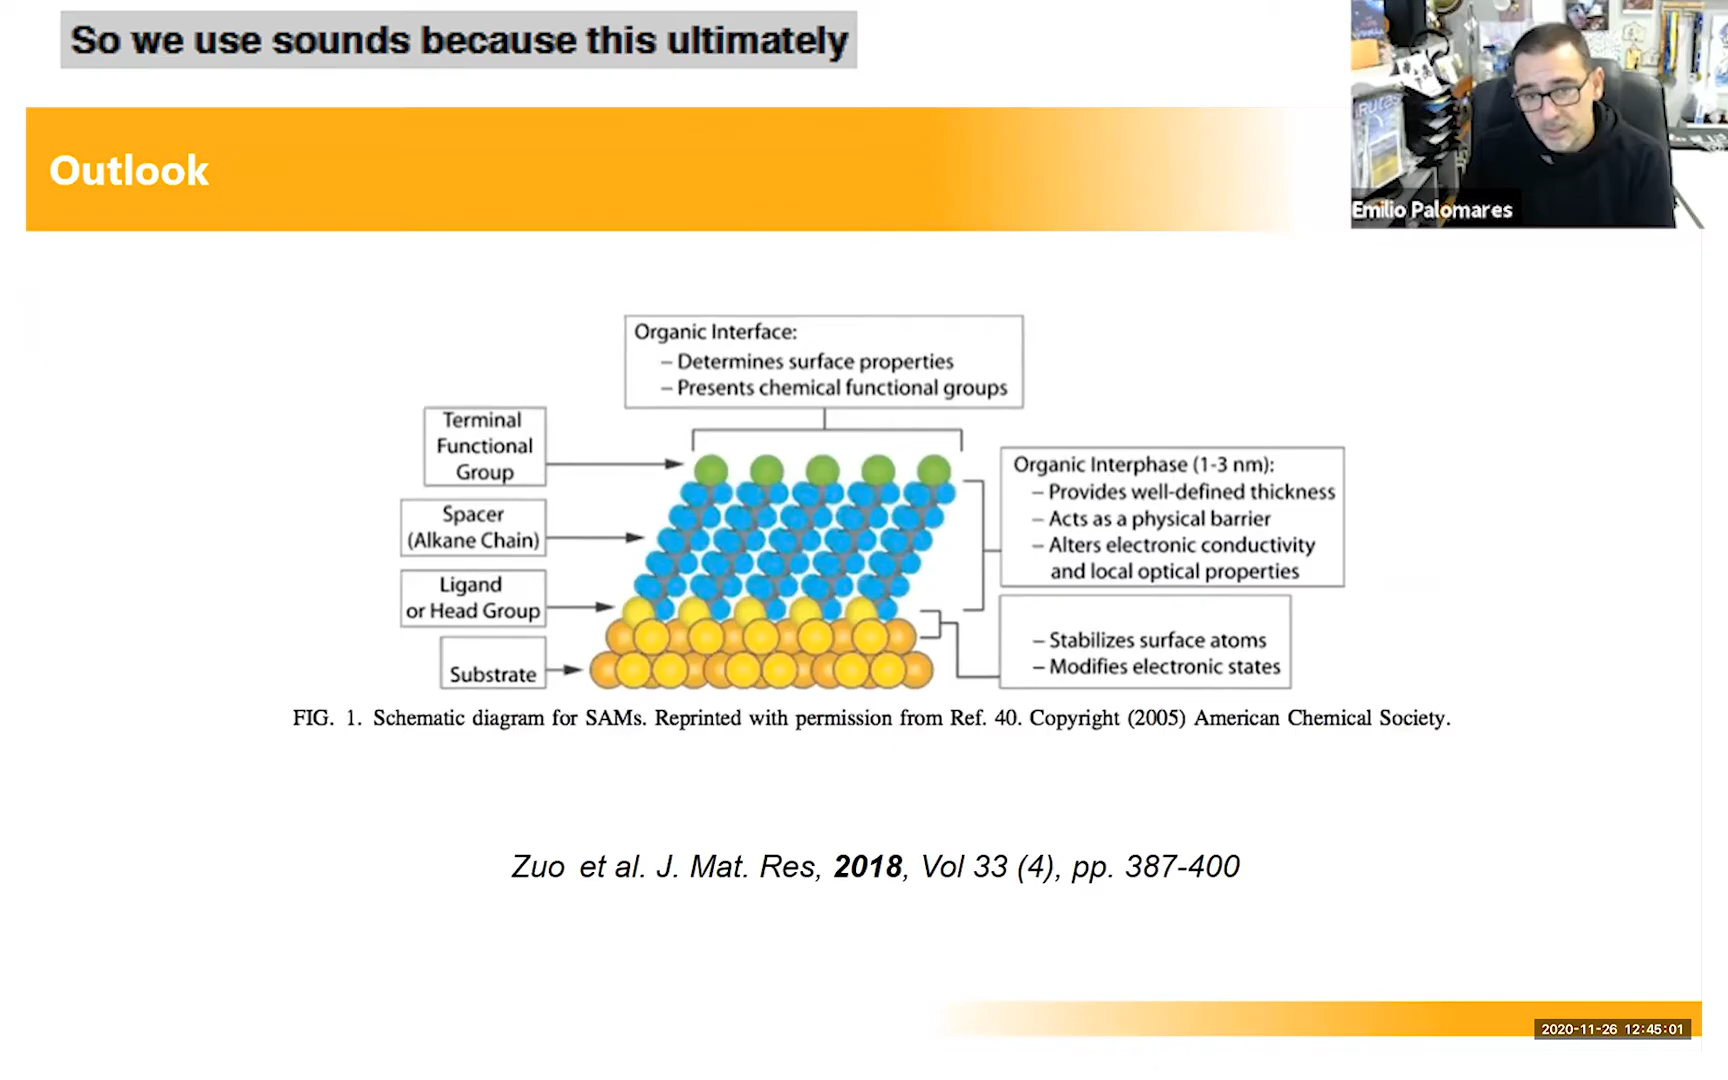 So we use sounds because this ultimately
Outlook
RUTAS
Emilio Palomares
Organic Interface:
– Determines surface properties
– Presents chemical functional groups
Terminal
Functional
Group
Organic Interphase (1-3 nm):
– Provides well-defined thickness
– Acts as a physical barrier
– Alters electronic conductivity
and local optical properties
Spacer
(Alkane Chain)
Ligand
or Head Group
– Stabilizes surface atoms
– Modifies electronic states
Substrate
FIG. 1. Schematic diagram for SAMs. Reprinted with permission from Ref. 40. Copyright (2005) American Chemical Society.
Zuo et al. J. Mat. Res, 2018, Vol 33 (4), pp. 387-400
2020-11-26 12:45:01